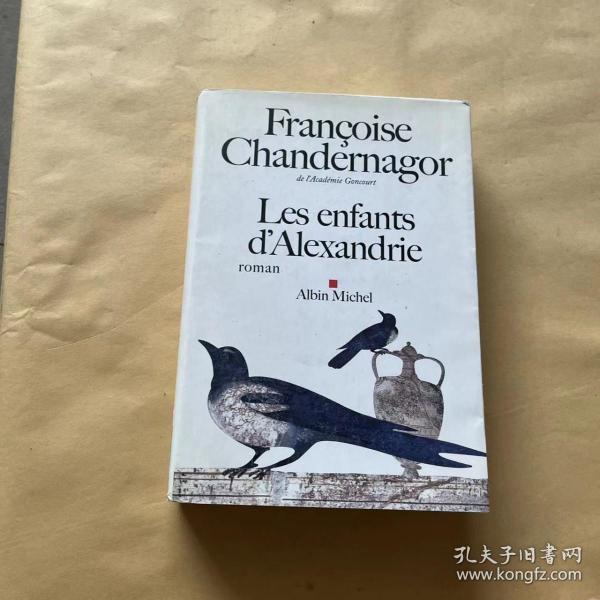 Françoise
Chandernagor
de l'Académie Goncourt
Les enfants
d'Alexandrie
roman
Albin Michel
孔夫子旧书网
www.kongfz.com